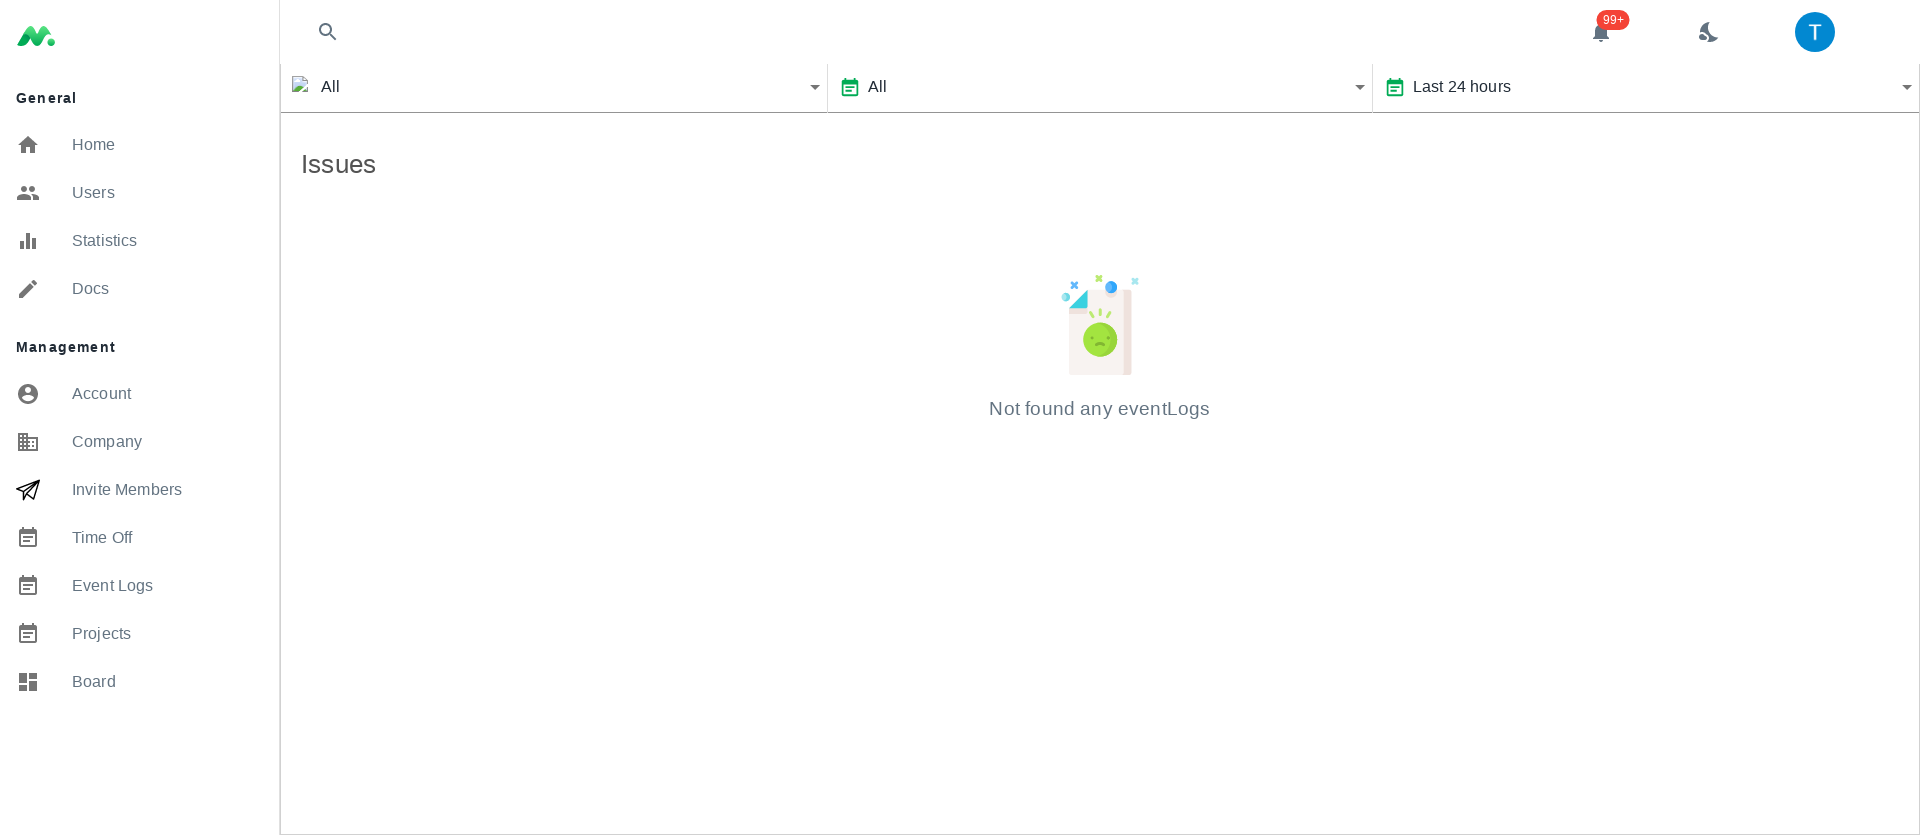 99+
T
General
Home
Users
Statistics
Docs
Management
Account
Company
Invite Members
Time Off
Event Logs
Projects
Board
All
All
Last 24 hours
Issues
Not found any eventLogs